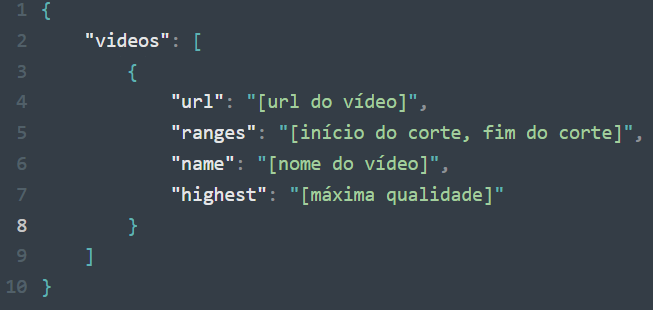 1 {
2 "videos": [
3 {
4 "url": "[url do vídeo]",
5 "ranges": "[início do corte, fim do corte]",
6 "name": "[nome do vídeo]",
7 "highest": "[máxima qualidade]"
8 }
9 ]
10 }